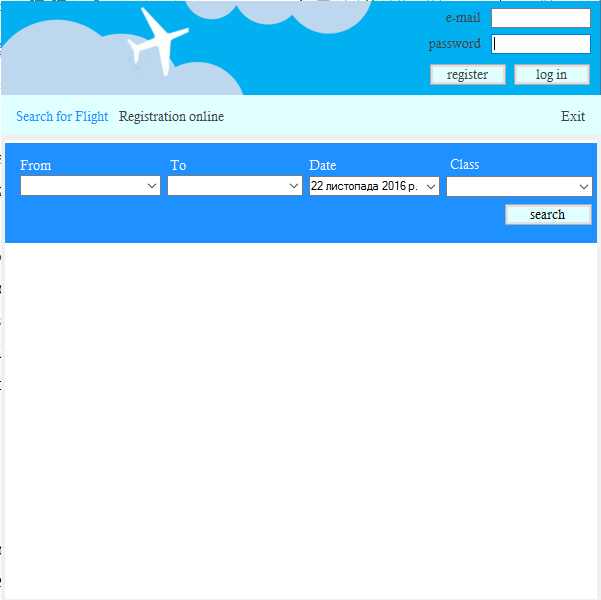 e-mail
password
register log in
Search for Flight Registration online Exit
From To Date Class
22 листопада 2016 р.
search